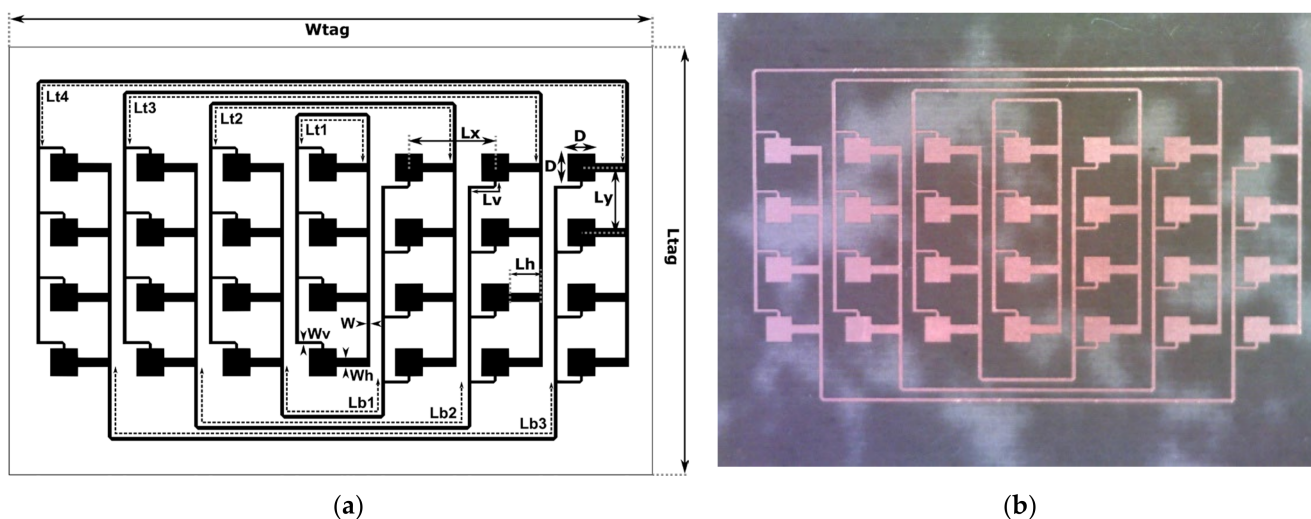 Wtag
Lt4
Lt3
Lt2
Lt1
Lx
D
D
Lv
Ly
Ltag
Lh
W
Wv
Wh
Lb1
Lb2
Lb3
(a)
(b)